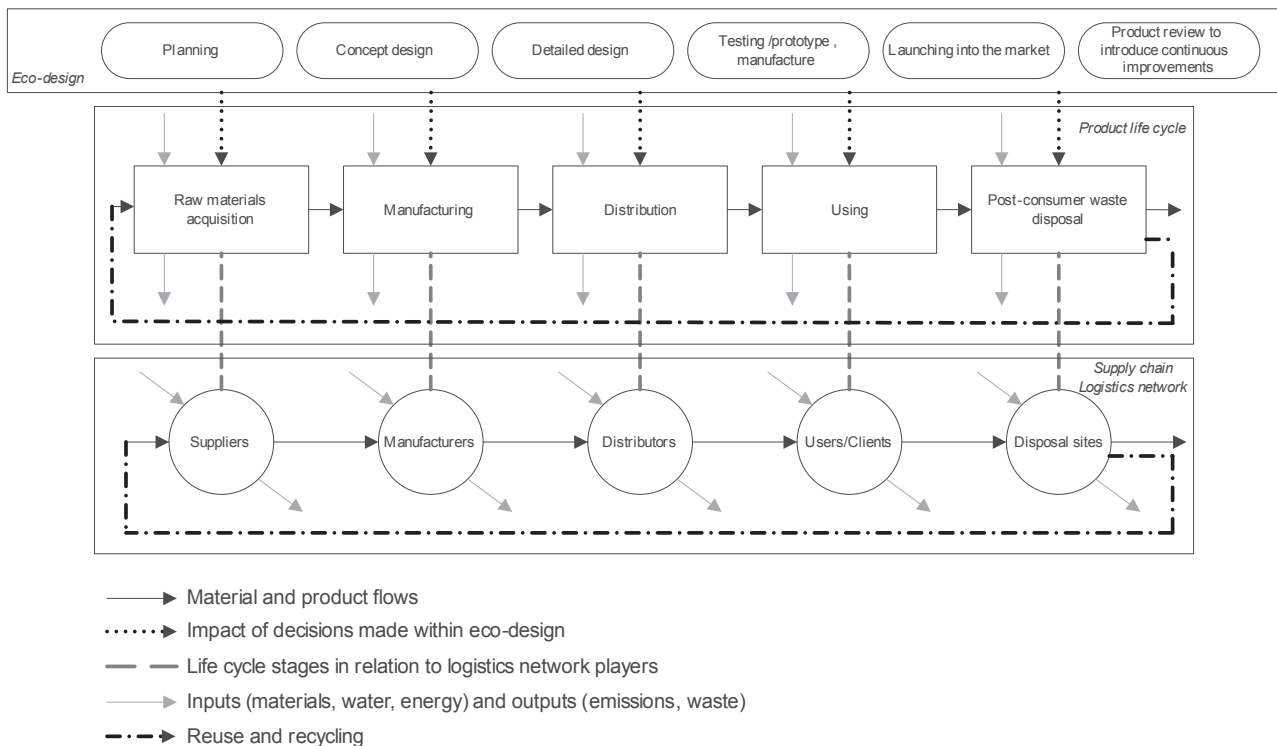 Planning
Concept design
Detailed design
Testing /prototype ,
manufacture
Launching into the market
Product review to
introduce continuous
improvements
Eco-design
Product life cycle
Raw materials
acquisition
Manufacturing
Distribution
Using
Post-consumer waste
disposal
Supply chain
Logistics network
Suppliers
Manufacturers
Distributors
Users/Clients
Disposal sites
Material and product flows
Impact of decisions made within eco-design
Life cycle stages in relation to logistics network players
Inputs (materials, water, energy) and outputs (emissions, waste)
Reuse and recycling